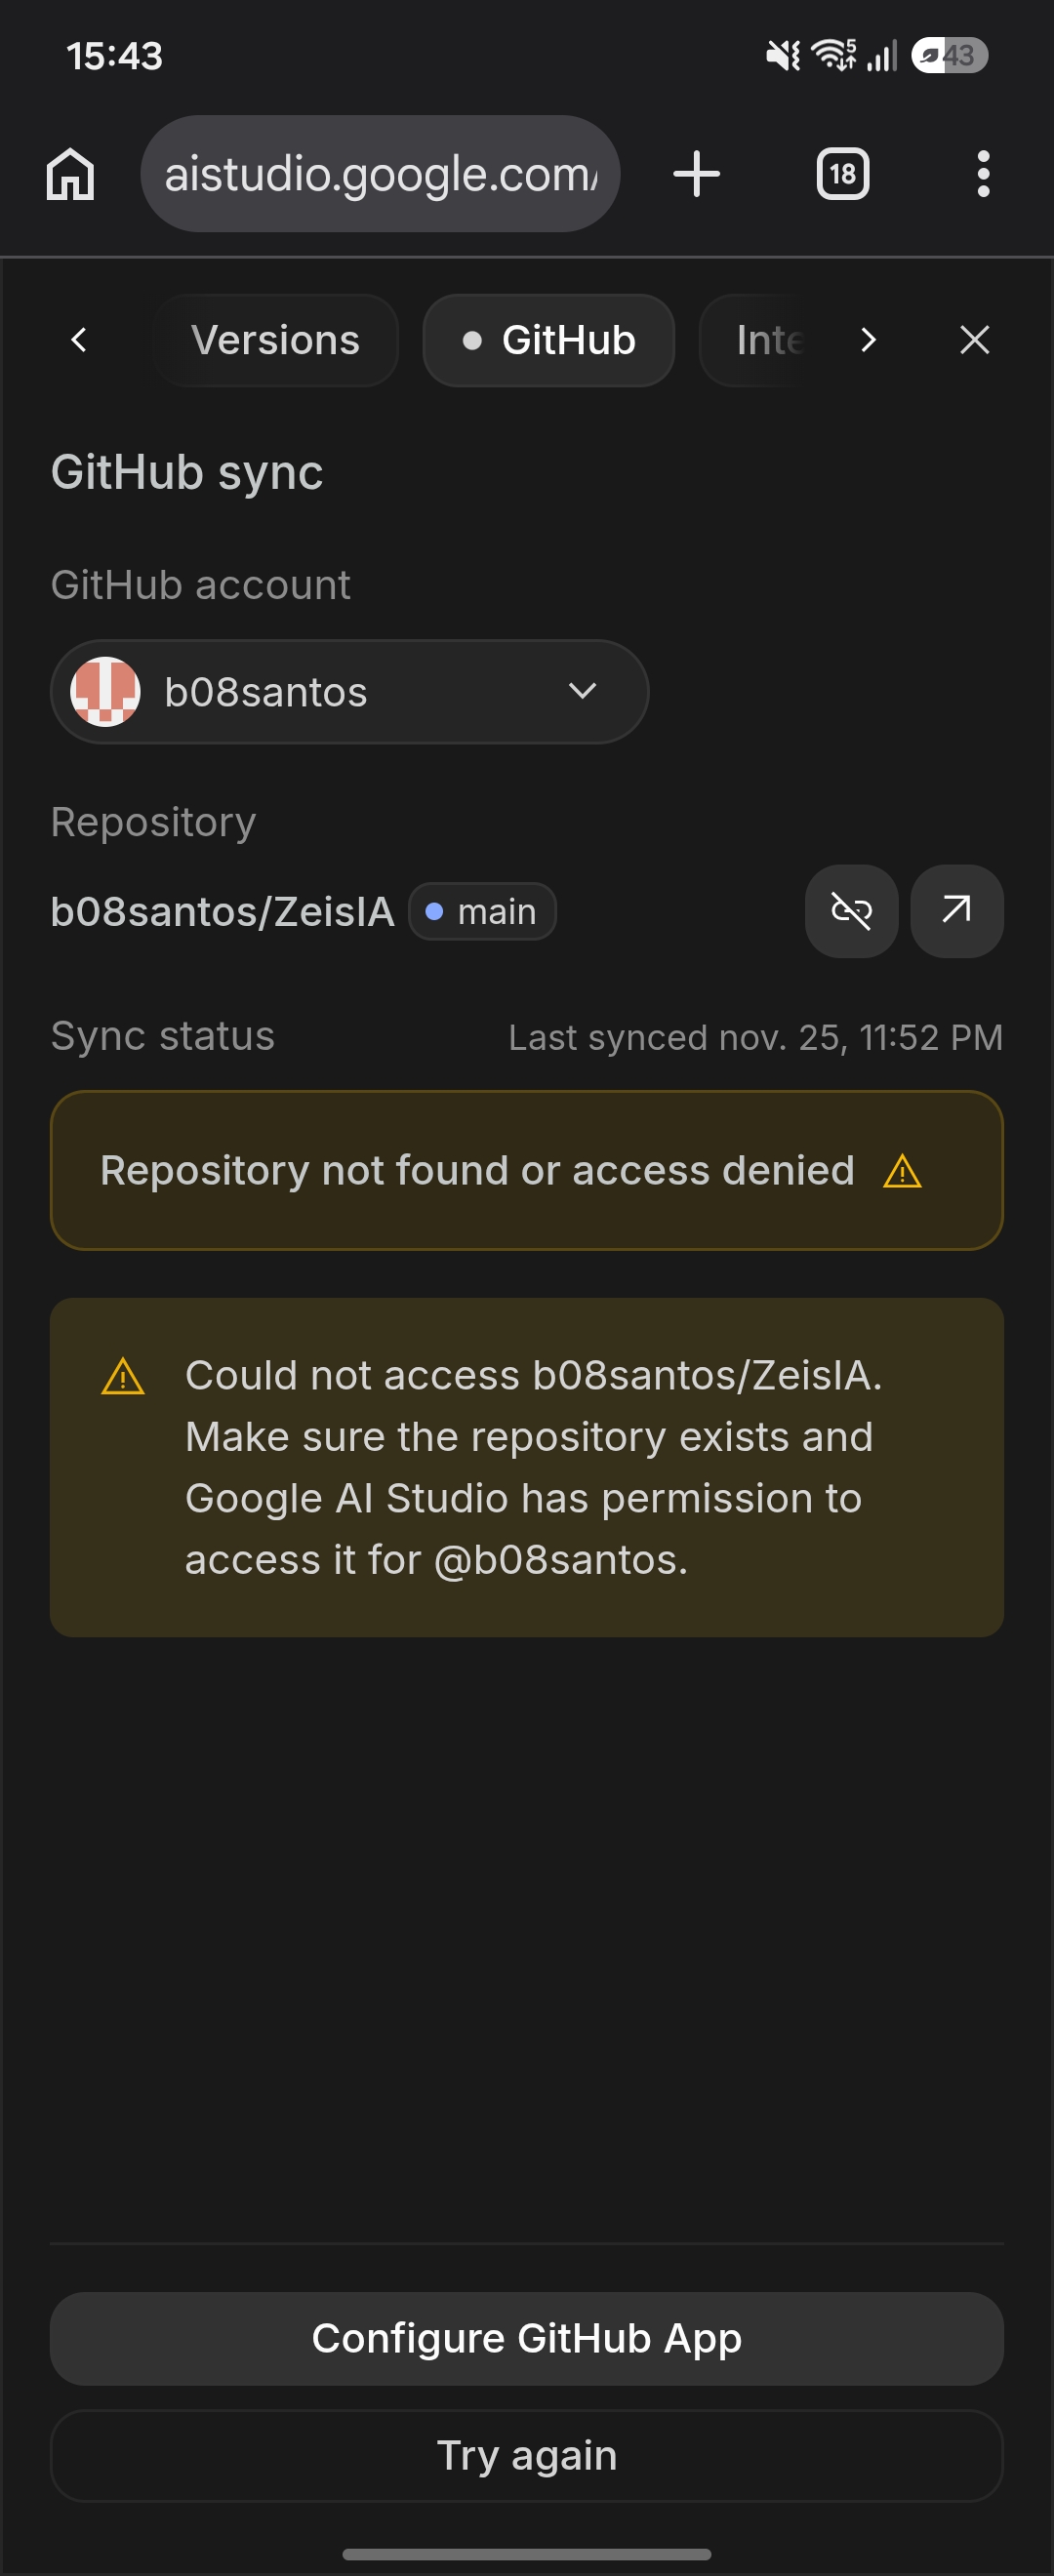 15:43
5
43
aistudio.google.com/
18
Versions
GitHub
Inte
GitHub sync
GitHub account
b08santos
Repository
b08santos/ZeisIA
main
Sync status
Last synced nov. 25, 11:52 PM
Repository not found or access denied
Could not access b08santos/ZeisIA.
Make sure the repository exists and
Google AI Studio has permission to
access it for @b08santos.
Configure GitHub App
Try again